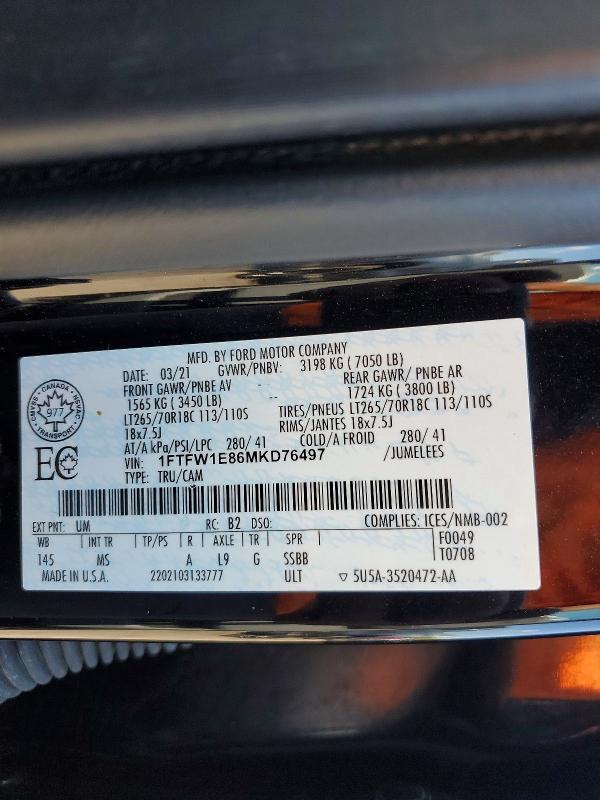 MFD. BY FORD MOTOR COMPANY
DATE: 03/21 GVWR/PNBV: 3198 KG ( 7050 LB)
FRONT GAWR/PNBE AV REAR GAWR/ PNBE AR
1565 KG ( 3450 LB) 1724 KG ( 3800 LB)
LT265/70R18C 113/110S TIRES/PNEUS LT265/70R18C 113/110S
18x7.5J RIMS/JANTES 18x7.5J
AT/A kPa/PSI/LPC 280/ 41 COLD/A FROID 280/ 41
VIN: 1FTFW1E86MKD76497 /JUMELEES
TYPE: TRU/CAM
CANADA
977
TRANSPORT
EC
EXT PNT: UM RC: B2 DSO: COMPLIES: ICES/NMB-002
WB INT TR TP/PS R AXLE TR SPR F0049
145 MS A L9 G SSBB T0708
MADE IN U.S.A. 2202103133777 ULT ▽ 5U5A-3520472-AA